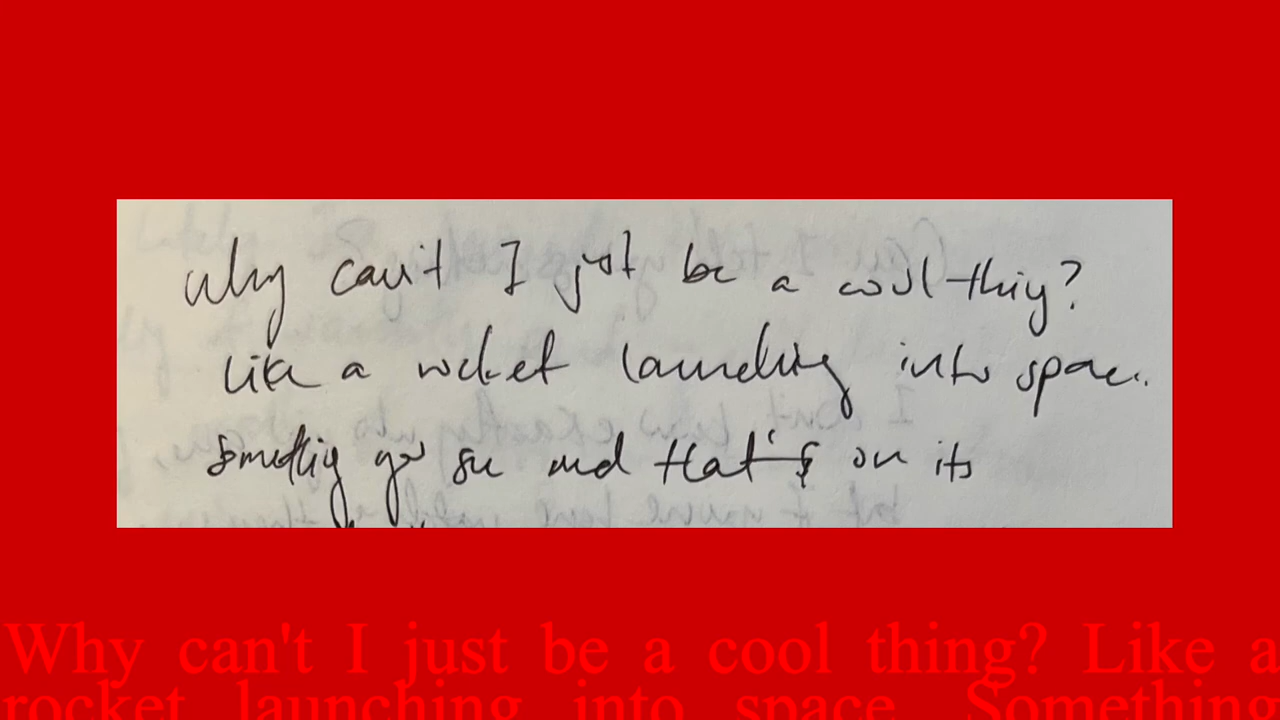 Why can't I just be a cool thing?
Like a rocket launching into space.
Something you see and that's on its
Why can't I just be a cool thing? Like a
rocket launching into space. Something